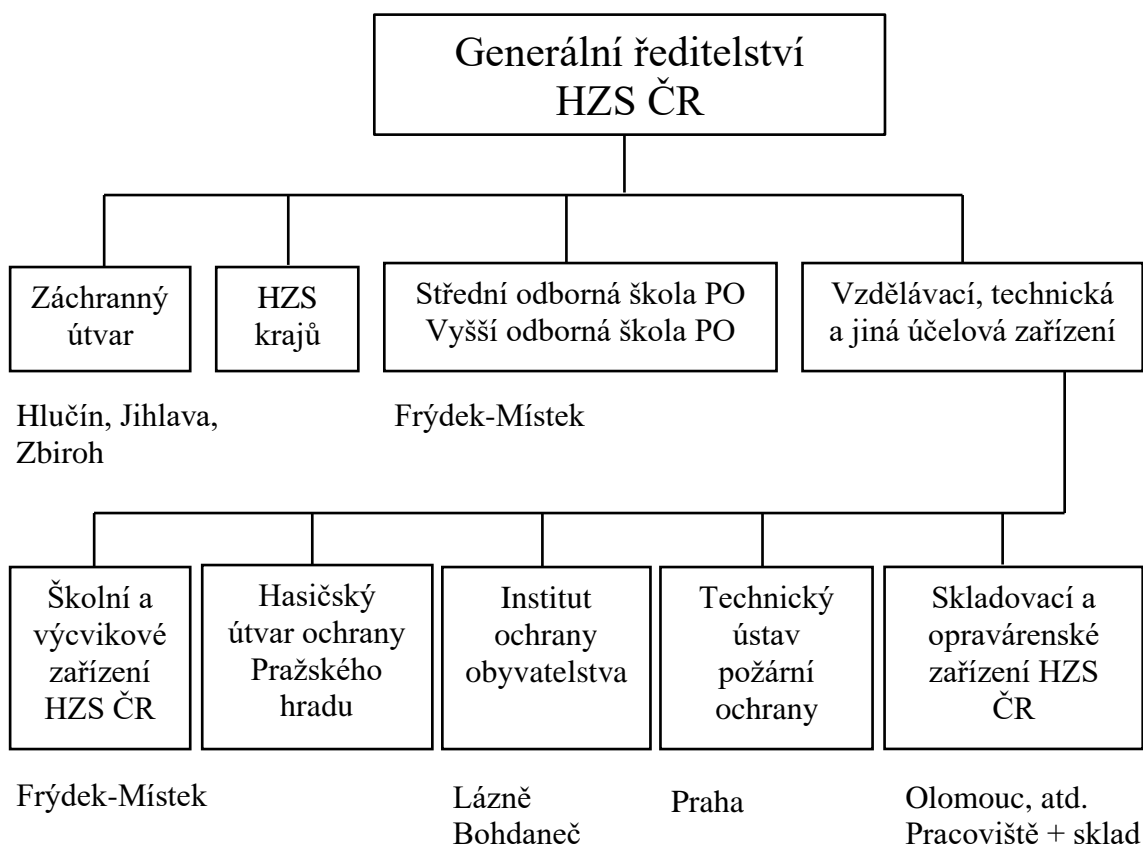 Generální ředitelství
HZS ČR
Záchranný
útvar
HZS
krajů
Střední odborná škola PO
Vyšší odborná škola PO
Vzdělávací, technická
a jiná účelová zařízení
Hlučín, Jihlava,
Zbiroh
Frýdek-Místek
Školní a
výcvikové
zařízení
HZS ČR
Hasičský
útvar ochrany
Pražského
hradu
Institut
ochrany
obyvatelstva
Technický
ústav
požární
ochrany
Skladovací a
opravárenské
zařízení HZS
ČR
Frýdek-Místek
Lázně
Bohdaneč
Praha
Olomouc, atd.
Pracoviště + sklad